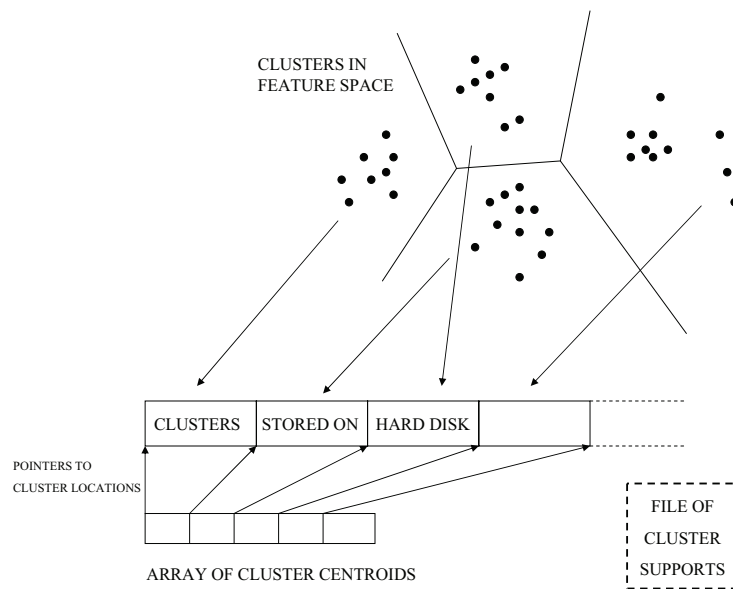 CLUSTERS IN
FEATURE SPACE
CLUSTERS
STORED ON
HARD DISK
POINTERS TO
CLUSTER LOCATIONS
FILE OF
CLUSTER
SUPPORTS
ARRAY OF CLUSTER CENTROIDS